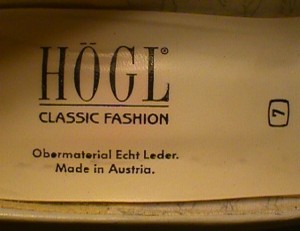 HÖGL®
CLASSIC FASHION
7
Obermaterial Echt Leder.
Made in Austria.